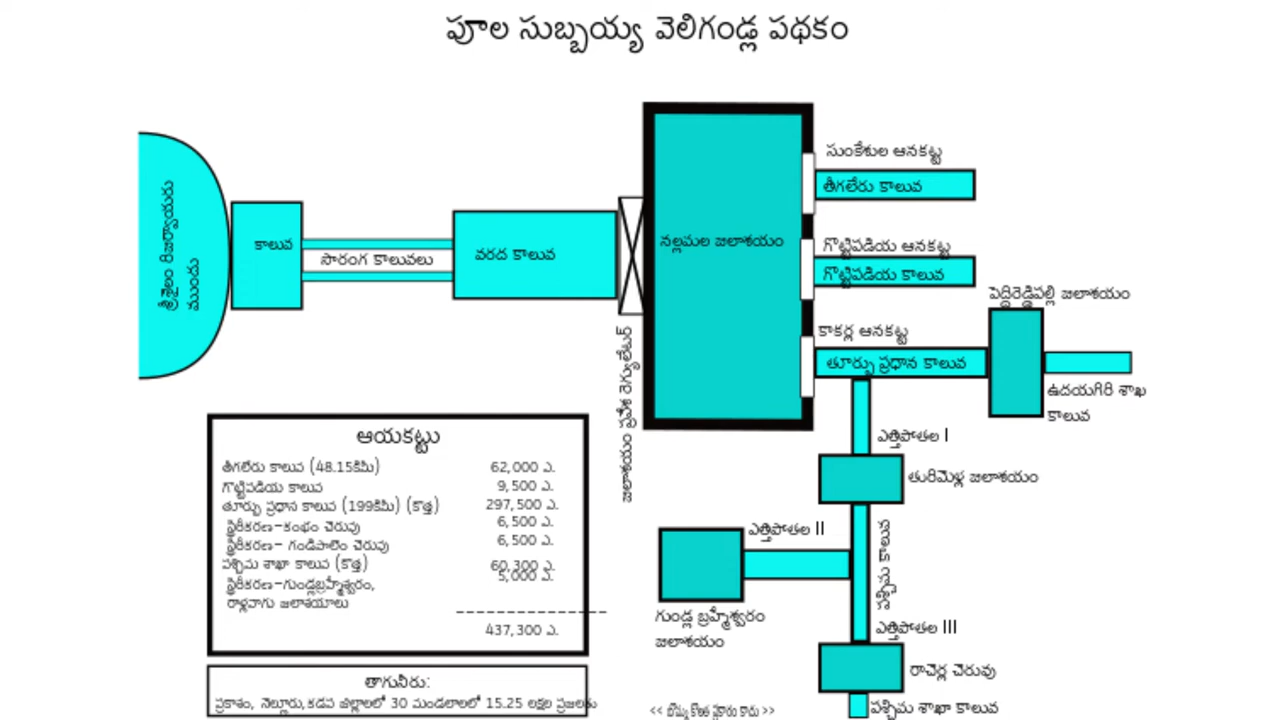 పూల సుబ్బయ్య వెలిగండ్ల పథకం
శ్రీశైలం రిజర్వాయరు
ముందు
కాలువ
సొరంగ కాలువలు
వరద కాలువ
జలాశయం ప్రవేశ రెగ్యులేటర్
నల్లమల జలాశయం
సుంకేశుల ఆనకట్ట
తీగలేరు కాలువ
గొట్టిపడియ ఆనకట్ట
గొట్టిపడియ కాలువ
కాకర్ల ఆనకట్ట
తూర్పు ప్రధాన కాలువ
పెద్దిరెడ్డిపల్లి జలాశయం
ఉదయగిరి శాఖ
కాలువ
ఎత్తిపోతల I
తురిమెళ్ల జలాశయం
ఎత్తిపోతల II
పశ్చిమ కాలువ
గుండ్ల బ్రహ్మేశ్వరం
జలాశయం
ఎత్తిపోతల III
రాచెర్ల చెరువు
పశ్చిమ శాఖా కాలువ
ఆయకట్టు
తీగలేరు కాలువ (48.15కిమీ) 62,000 ఎ.
గొట్టిపడియ కాలువ 9,500 ఎ.
తూర్పు ప్రధాన కాలువ (199కిమీ) (కొత్త) 297,500 ఎ.
స్థిరీకరణ-కంభం చెరువు 6,500 ఎ.
స్థిరీకరణ- గండిపాలెం చెరువు 6,500 ఎ.
పశ్చిమ శాఖా కాలువ (కొత్త) 60,300 ఎ.
స్థిరీకరణ-గుండ్లబ్రహ్మేశ్వరం, 5,000 ఎ.
రాళ్లవాగు జలాశయాలు
437,300 ఎ.
తాగునీరు:
ప్రకాశం, నెల్లూరు,కడప జిల్లాలలో 30 మండలాలలో 15.25 లక్షల ప్రజలకు
<< బొమ్మ కొలత ప్రకారం కాదు >>